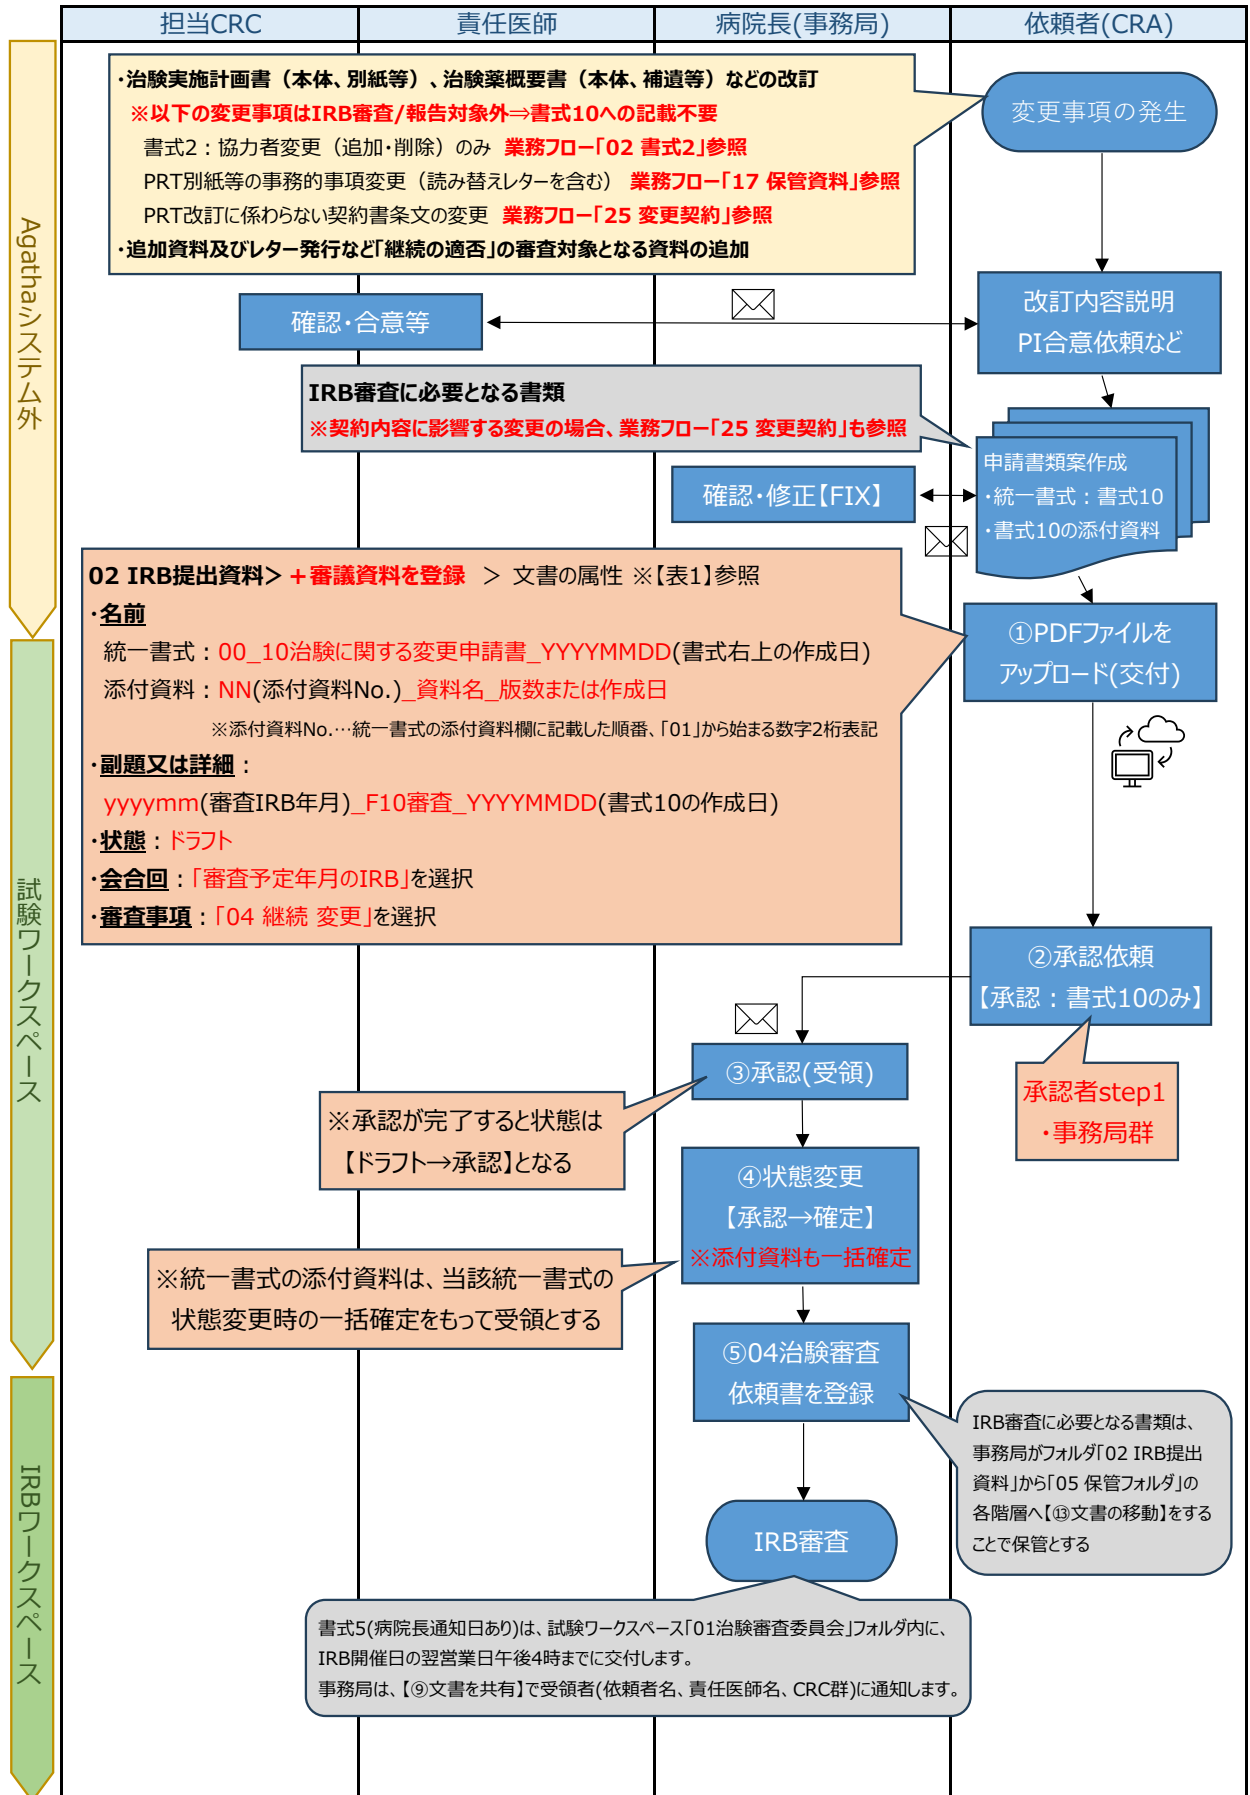 担当CRC
責任医師
病院長(事務局)
依頼者(CRA)
Agathaシステム外
試験ワークスペース
IRBワークスペース
・治験実施計画書（本体、別紙等）、治験薬概要書（本体、補遺等）などの改訂
※以下の変更事項はIRB審査/報告対象外⇒書式10への記載不要
書式2：協力者変更（追加・削除）のみ 業務フロー「02 書式2」参照
PRT別紙等の事務的事項変更（読み替えレターを含む） 業務フロー「17 保管資料」参照
PRT改訂に係わらない契約書条文の変更 業務フロー「25 変更契約」参照
・追加資料及びレター発行など「継続の適否」の審査対象となる資料の追加
変更事項の発生
確認・合意等
改訂内容説明
PI合意依頼など
IRB審査に必要となる書類
※契約内容に影響する変更の場合、業務フロー「25 変更契約」も参照
確認・修正【FIX】
申請書類案作成
・統一書式：書式10
・書式10の添付資料
02 IRB提出資料＞＋審議資料を登録 ＞ 文書の属性 ※【表1】参照
・名前
統一書式：00_10治験に関する変更申請書_YYYYMMDD(書式右上の作成日)
添付資料：NN(添付資料No.)_資料名_版数または作成日
※添付資料No.…統一書式の添付資料欄に記載した順番、「01」から始まる数字2桁表記
・副題又は詳細：
yyyymm(審査IRB年月)_F10審査_YYYYMMDD(書式10の作成日)
・状態：ドラフト
・会合回：「審査予定年月のIRB」を選択
・審査事項：「04 継続 変更」を選択
①PDFファイルを
アップロード(交付)
②承認依頼
【承認：書式10のみ】
承認者step1
・事務局群
③承認(受領)
※承認が完了すると状態は
【ドラフト→承認】となる
④状態変更
【承認→確定】
※添付資料も一括確定
※統一書式の添付資料は、当該統一書式の
状態変更時の一括確定をもって受領とする
⑤04治験審査
依頼書を登録
IRB審査に必要となる書類は、
事務局がフォルダ「02 IRB提出
資料」から「05 保管フォルダ」の
各階層へ【⑬文書の移動】をする
ことで保管とする
IRB審査
書式5(病院長通知日あり)は、試験ワークスペース「01治験審査委員会」フォルダ内に、
IRB開催日の翌営業日午後4時までに交付します。
事務局は、【⑨文書を共有】で受領者(依頼者名、責任医師名、CRC群)に通知します。